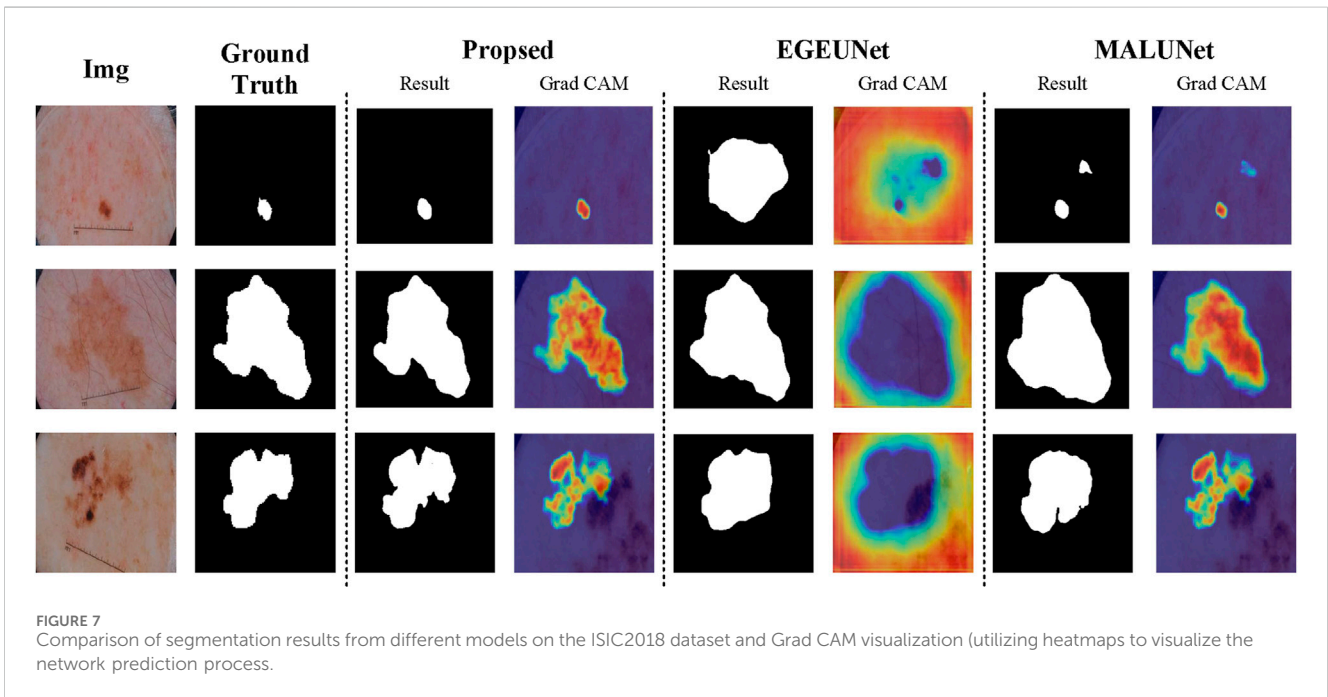 Img
Ground
Truth
Propsed
EGEUNet
MALUNet
Result
Grad CAM
Result
Grad CAM
Result
Grad CAM
FIGURE 7
Comparison of segmentation results from different models on the ISIC2018 dataset and Grad CAM visualization (utilizing heatmaps to visualize the
network prediction process.